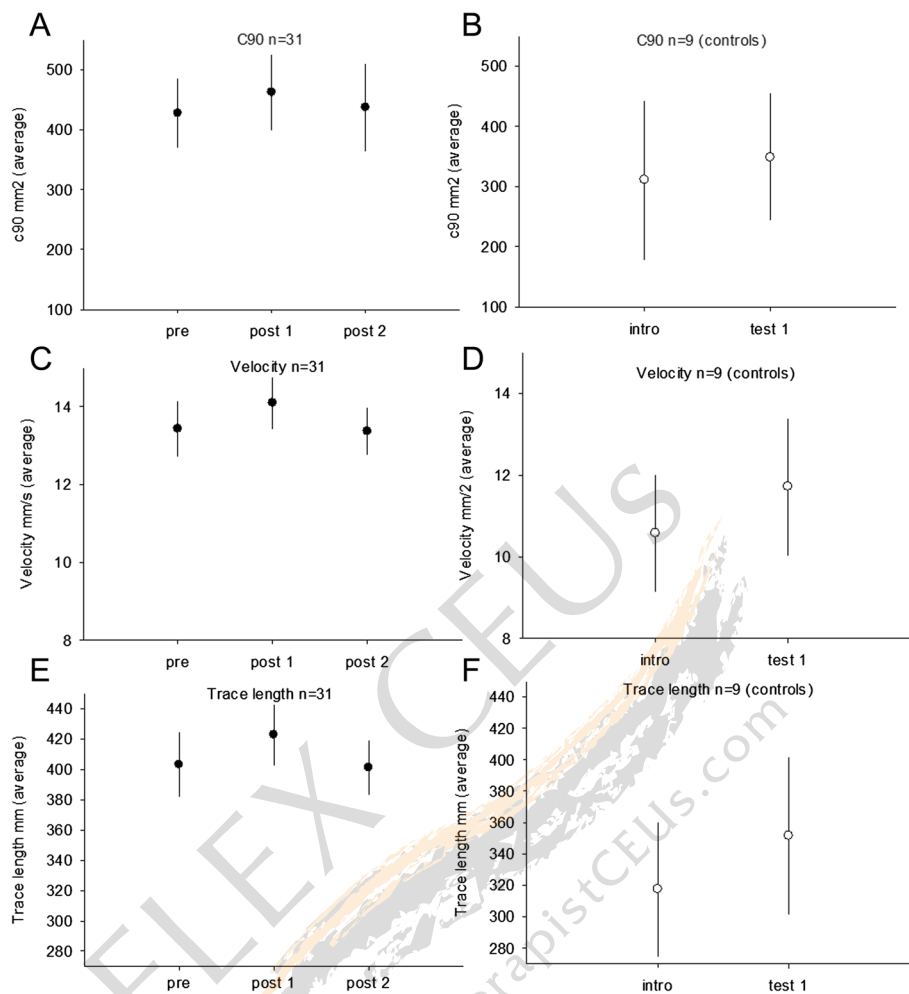 A
C90 n=31
c90 mm2 (average)
500
400
300
200
100
pre
post 1
post 2
B
C90 n=9 (controls)
c90 mm2 (average)
500
400
300
200
100
intro
test 1
C
Velocity n=31
Velocity mm/s (average)
14
12
10
8
pre
post 1
post 2
D
Velocity n=9 (controls)
Velocity mm/2 (average)
14
12
10
8
intro
test 1
E
Trace length n=31
Trace length mm (average)
440
420
400
380
360
340
320
300
280
pre
post 1
post 2
F
Trace length n=9 (controls)
Trace length mm (average)
440
420
400
380
360
340
320
300
280
intro
test 1
FLEX CEUs
erapistCEUs.com